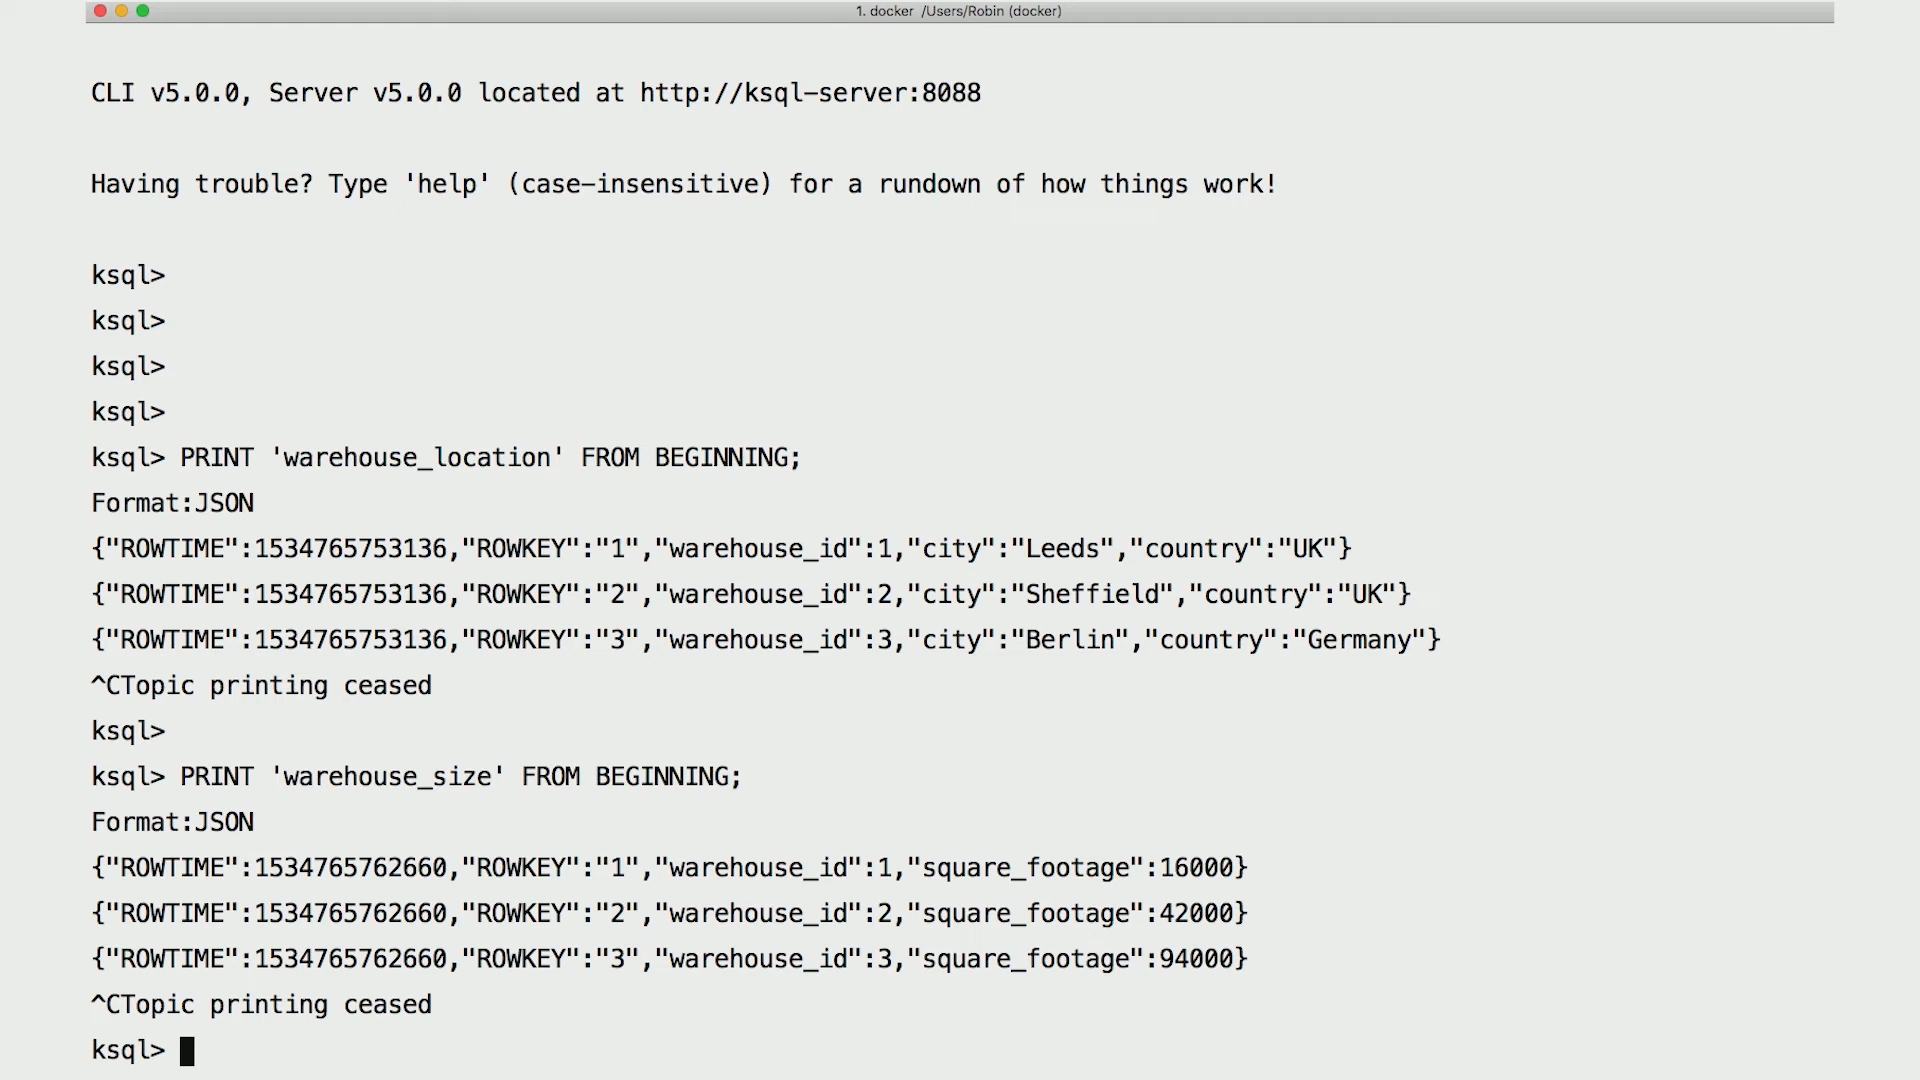 1. docker /Users/Robin (docker)
CLI v5.0.0, Server v5.0.0 located at http://ksql-server:8088
Having trouble? Type 'help' (case-insensitive) for a rundown of how things work!
ksql>
ksql>
ksql>
ksql>
ksql> PRINT 'warehouse_location' FROM BEGINNING;
Format:JSON
{"ROWTIME":1534765753136,"ROWKEY":"1","warehouse_id":1,"city":"Leeds","country":"UK"}
{"ROWTIME":1534765753136,"ROWKEY":"2","warehouse_id":2,"city":"Sheffield","country":"UK"}
{"ROWTIME":1534765753136,"ROWKEY":"3","warehouse_id":3,"city":"Berlin","country":"Germany"}
^CTopic printing ceased
ksql>
ksql> PRINT 'warehouse_size' FROM BEGINNING;
Format:JSON
{"ROWTIME":1534765762660,"ROWKEY":"1","warehouse_id":1,"square_footage":16000}
{"ROWTIME":1534765762660,"ROWKEY":"2","warehouse_id":2,"square_footage":42000}
{"ROWTIME":1534765762660,"ROWKEY":"3","warehouse_id":3,"square_footage":94000}
^CTopic printing ceased
ksql>